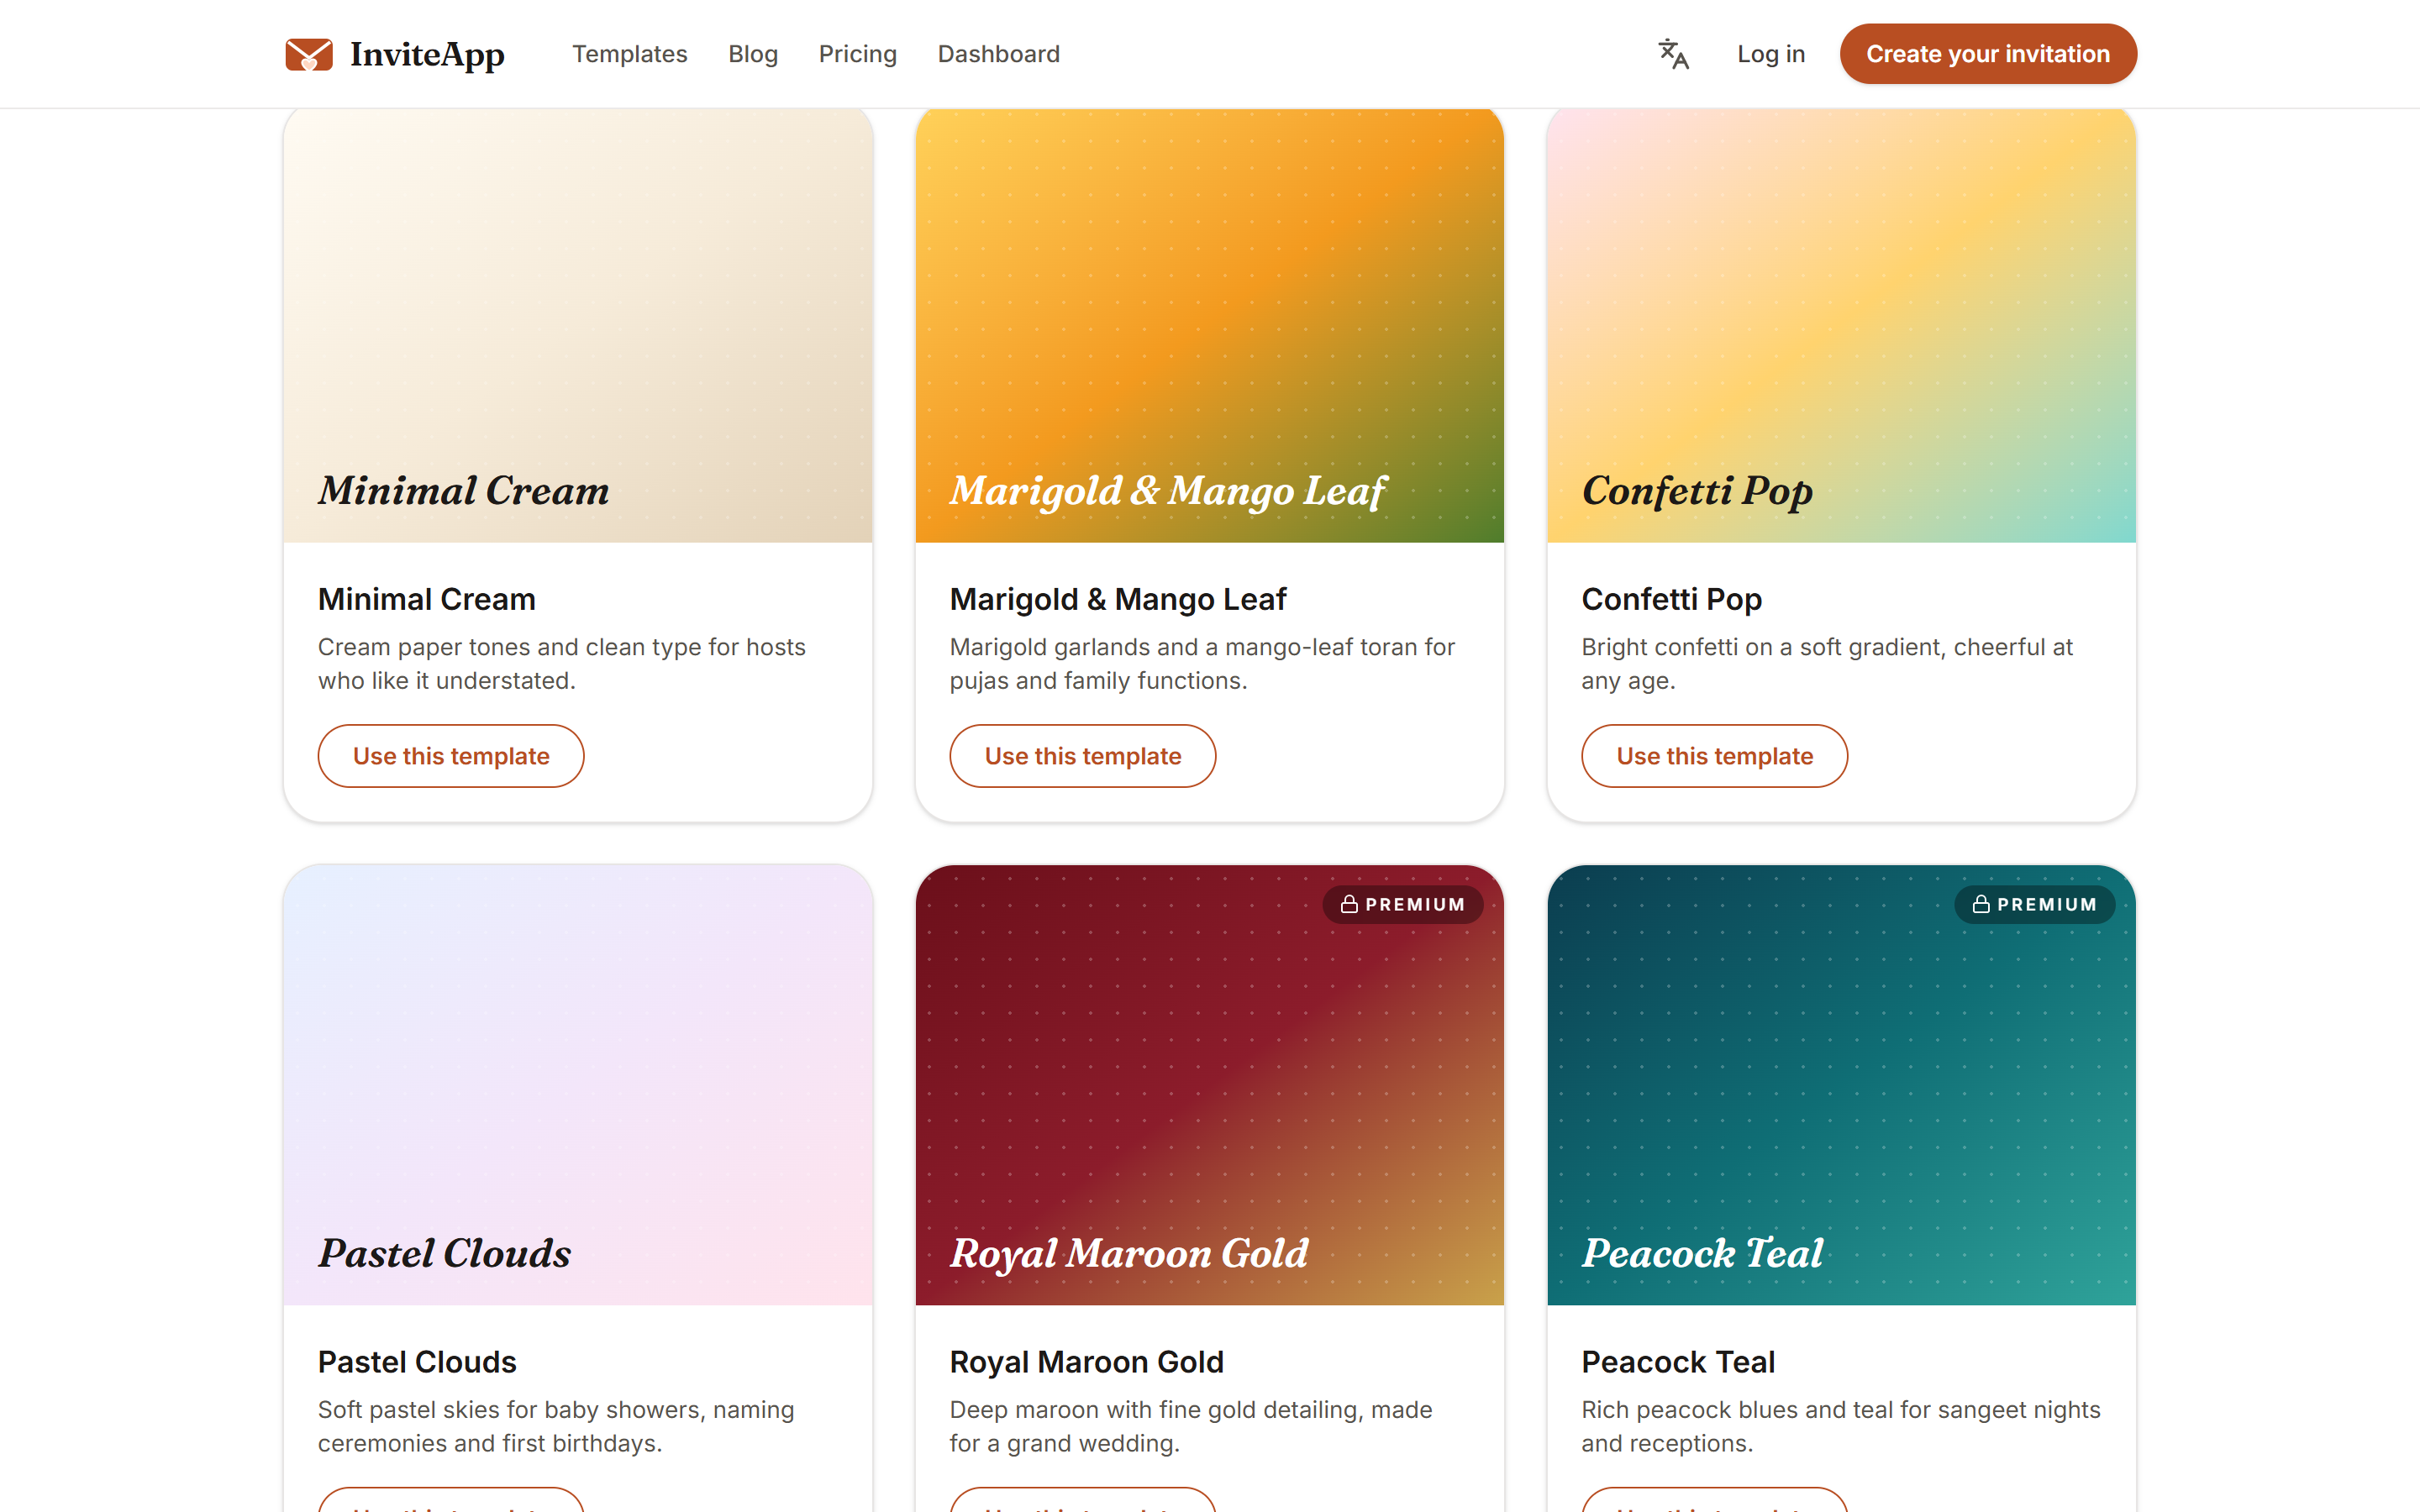 InviteApp
Templates
Blog
Pricing
Dashboard
Log in
Create your invitation
Minimal Cream
Minimal Cream
Cream paper tones and clean type for hosts
who like it understated.
Use this template
Marigold & Mango Leaf
Marigold & Mango Leaf
Marigold garlands and a mango-leaf toran for
pujas and family functions.
Use this template
Confetti Pop
Confetti Pop
Bright confetti on a soft gradient, cheerful at
any age.
Use this template
Pastel Clouds
Pastel Clouds
Soft pastel skies for baby showers, naming
ceremonies and first birthdays.
PREMIUM
Royal Maroon Gold
Royal Maroon Gold
Deep maroon with fine gold detailing, made
for a grand wedding.
PREMIUM
Peacock Teal
Peacock Teal
Rich peacock blues and teal for sangeet nights
and receptions.